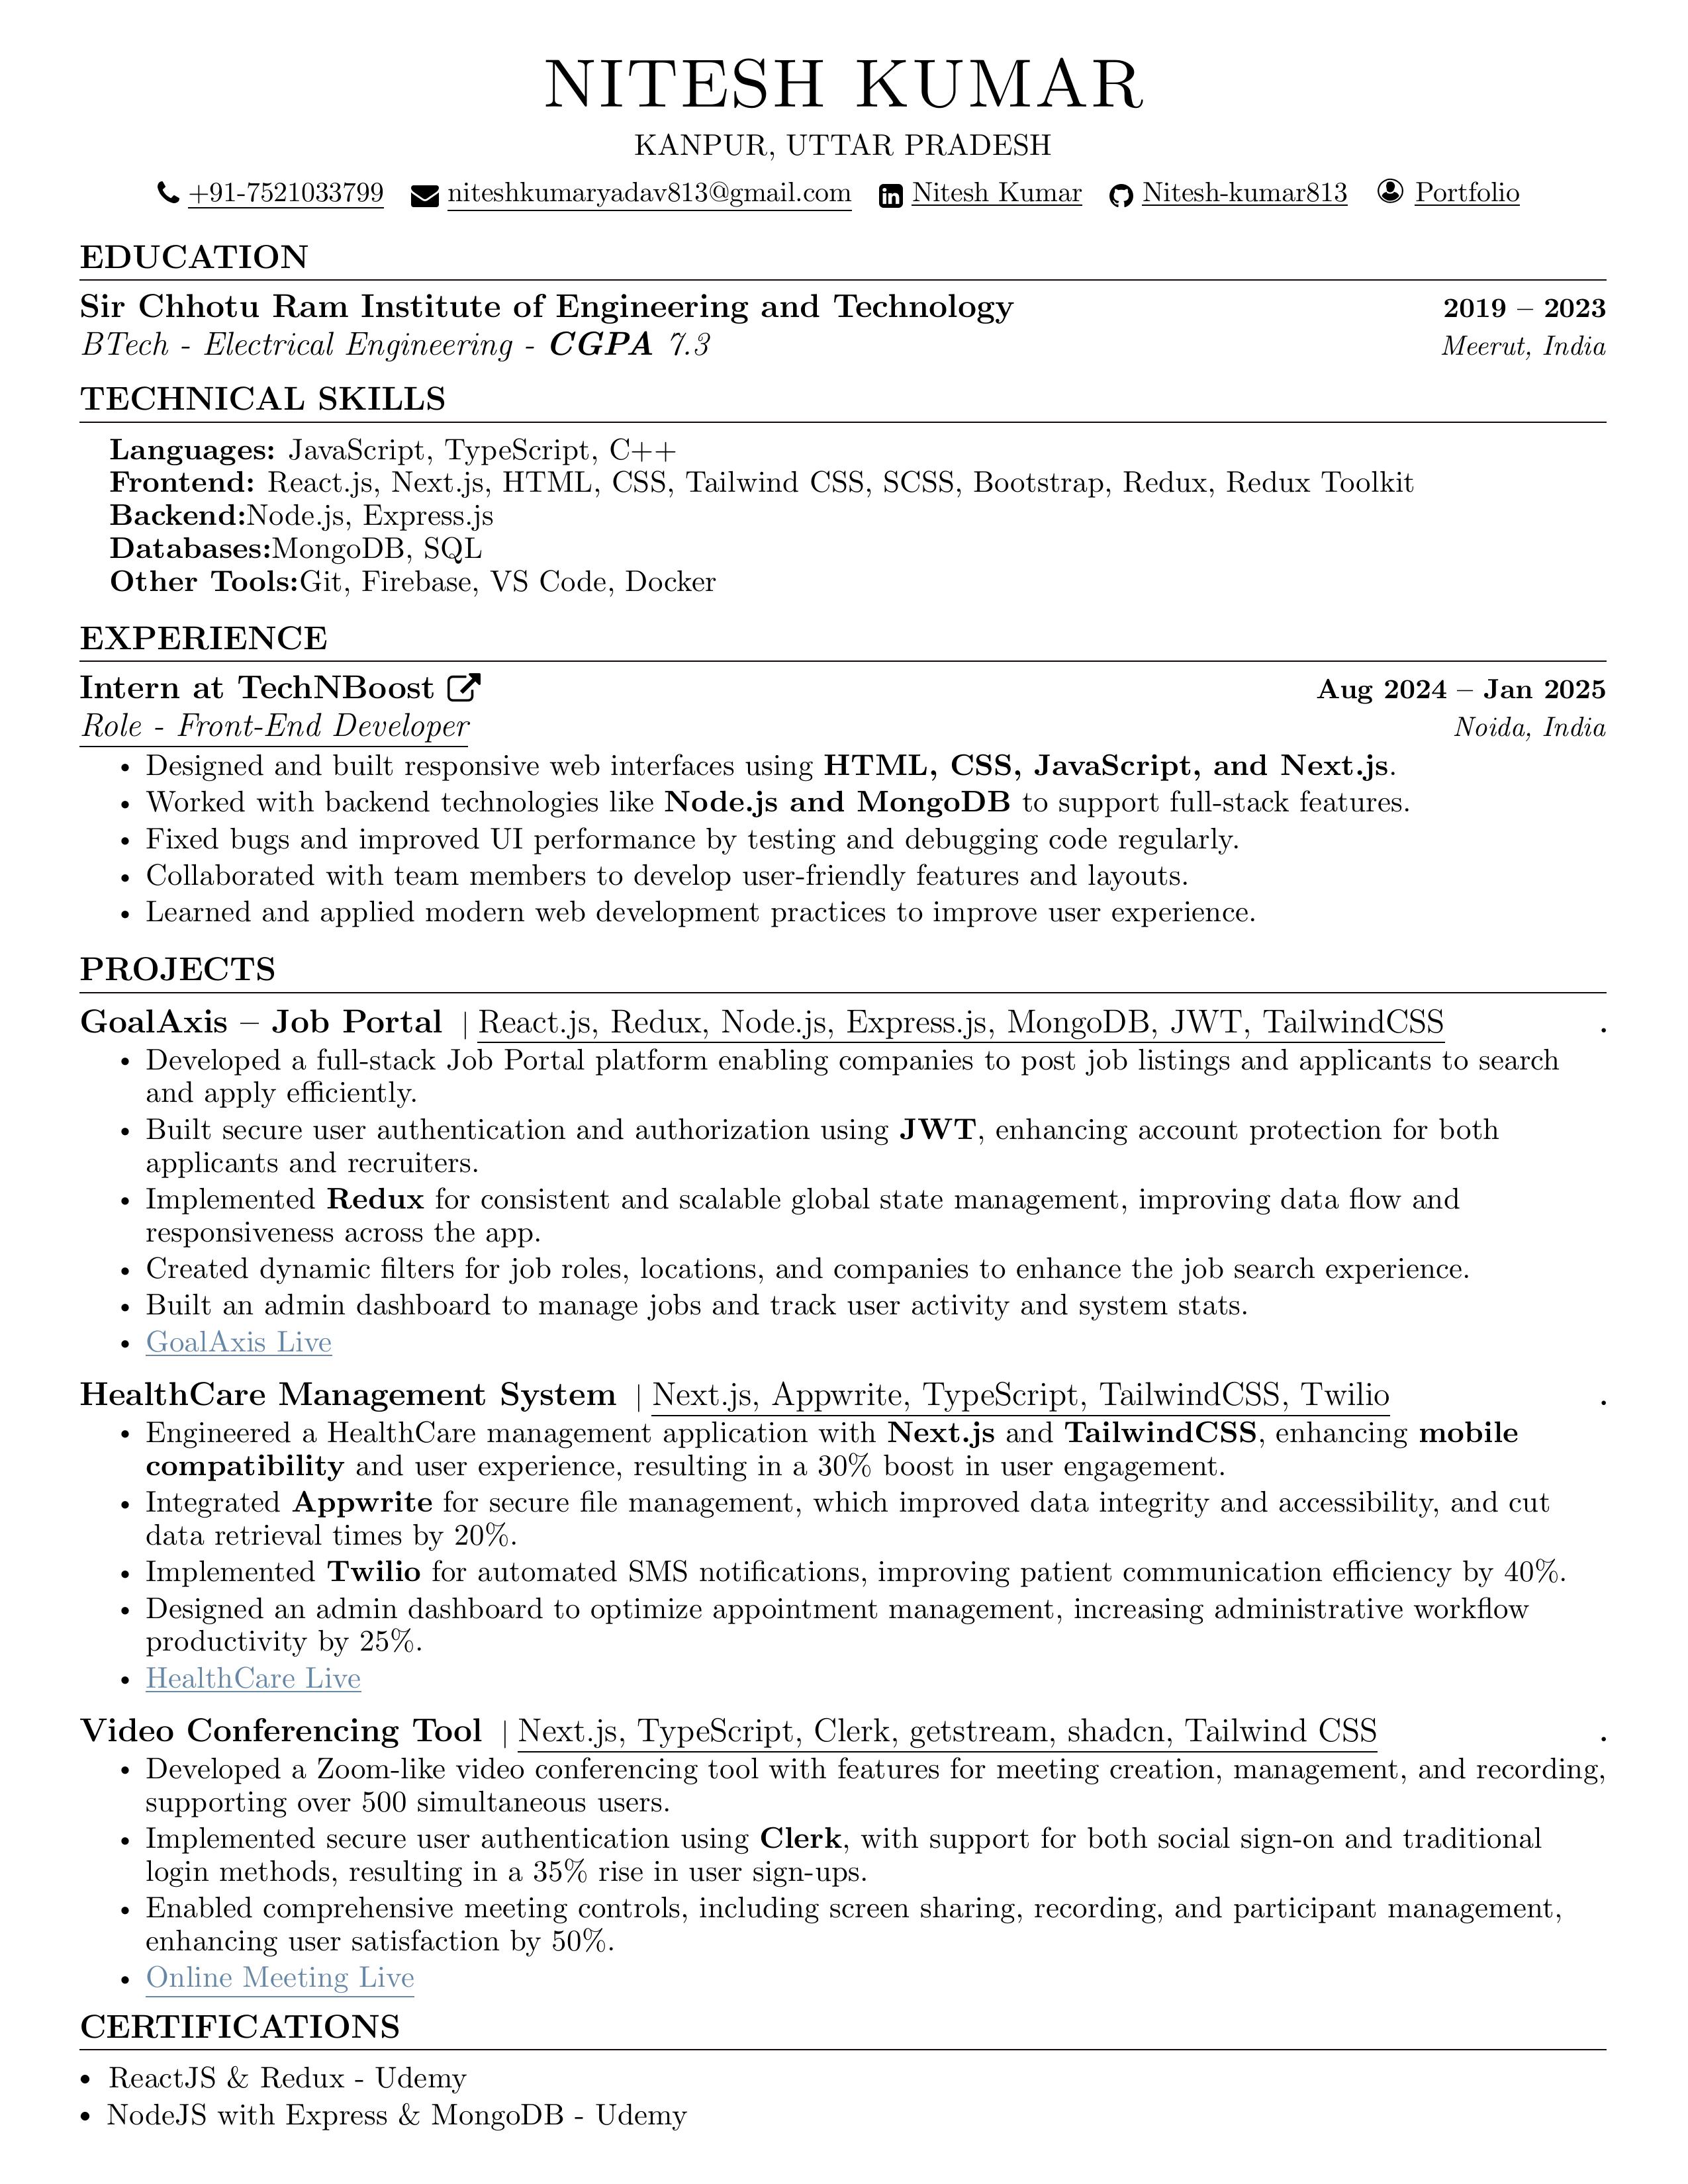 NITESH KUMAR
KANPUR, UTTAR PRADESH
+91-7521033799 niteshkumaryadav813@gmail.com Nitesh Kumar Nitesh-kumar813 Portfolio
EDUCATION
Sir Chhotu Ram Institute of Engineering and Technology 2019 – 2023
BTech - Electrical Engineering - CGPA 7.3 Meerut, India
TECHNICAL SKILLS
Languages: JavaScript, TypeScript, C++
Frontend: React.js, Next.js, HTML, CSS, Tailwind CSS, SCSS, Bootstrap, Redux, Redux Toolkit
Backend:Node.js, Express.js
Databases:MongoDB, SQL
Other Tools:Git, Firebase, VS Code, Docker
EXPERIENCE
Intern at TechNBoost Aug 2024 – Jan 2025
Role - Front-End Developer Noida, India
• Designed and built responsive web interfaces using HTML, CSS, JavaScript, and Next.js.
• Worked with backend technologies like Node.js and MongoDB to support full-stack features.
• Fixed bugs and improved UI performance by testing and debugging code regularly.
• Collaborated with team members to develop user-friendly features and layouts.
• Learned and applied modern web development practices to improve user experience.
PROJECTS
GoalAxis – Job Portal | React.js, Redux, Node.js, Express.js, MongoDB, JWT, TailwindCSS .
• Developed a full-stack Job Portal platform enabling companies to post job listings and applicants to search
and apply efficiently.
• Built secure user authentication and authorization using JWT, enhancing account protection for both
applicants and recruiters.
• Implemented Redux for consistent and scalable global state management, improving data flow and
responsiveness across the app.
• Created dynamic filters for job roles, locations, and companies to enhance the job search experience.
• Built an admin dashboard to manage jobs and track user activity and system stats.
• GoalAxis Live
HealthCare Management System | Next.js, Appwrite, TypeScript, TailwindCSS, Twilio .
• Engineered a HealthCare management application with Next.js and TailwindCSS, enhancing mobile
compatibility and user experience, resulting in a 30% boost in user engagement.
• Integrated Appwrite for secure file management, which improved data integrity and accessibility, and cut
data retrieval times by 20%.
• Implemented Twilio for automated SMS notifications, improving patient communication efficiency by 40%.
• Designed an admin dashboard to optimize appointment management, increasing administrative workflow
productivity by 25%.
• HealthCare Live
Video Conferencing Tool | Next.js, TypeScript, Clerk, getstream, shadcn, Tailwind CSS .
• Developed a Zoom-like video conferencing tool with features for meeting creation, management, and recording,
supporting over 500 simultaneous users.
• Implemented secure user authentication using Clerk, with support for both social sign-on and traditional
login methods, resulting in a 35% rise in user sign-ups.
• Enabled comprehensive meeting controls, including screen sharing, recording, and participant management,
enhancing user satisfaction by 50%.
• Online Meeting Live
CERTIFICATIONS
• ReactJS & Redux - Udemy
• NodeJS with Express & MongoDB - Udemy